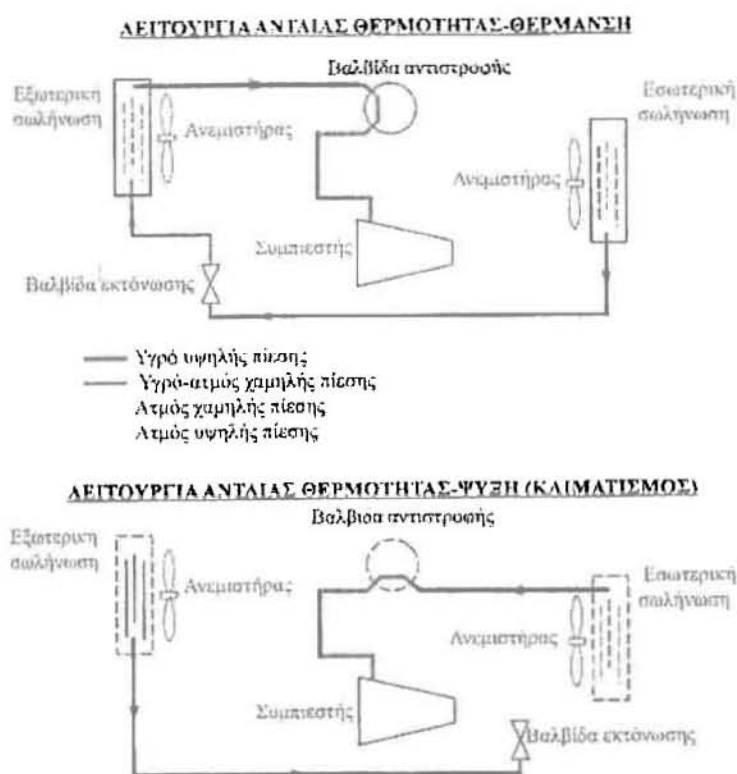 ΛΕΙΤΟΥΡΓΙΑ ΑΝΤΛΙΑΣ ΘΕΡΜΟΤΗΤΑΣ-ΘΕΡΜΑΝΣΗ
Βαλβίδα αντιστροφής
Εξωτερική
σωλήνωση
Εσωτερική
σωλήνωση
Ανεμιστήρας
Ανεμιστήρας
Συμπιεστής
Βαλβίδα εκτόνωσης
Υγρό υψηλής πίεσης
Υγρό-ατμός χαμηλής πίεσης
Ατμός χαμηλής πίεσης
Ατμός υψηλής πίεσης
ΛΕΙΤΟΥΡΓΙΑ ΑΝΤΛΙΑΣ ΘΕΡΜΟΤΗΤΑΣ-ΨΥΞΗ (ΚΛΙΜΑΤΙΣΜΟΣ)
Βαλβίδα αντιστροφής
Εξωτερικη
σωλήνωση
Εσωτερική
σωλήνωση
Ανεμιστήρας
Ανεμιστήρας
Συμπιεστής
Βαλβίδα εκτόνωσης